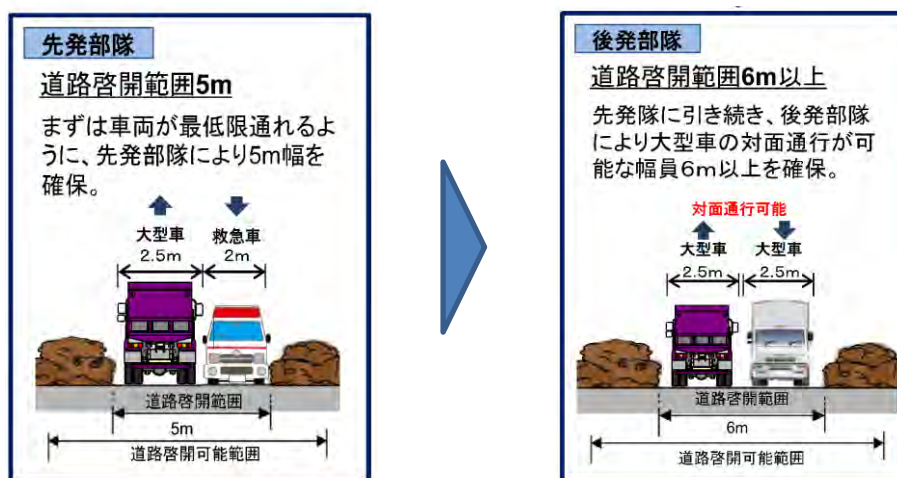 先発部隊
道路啓開範囲5m
まずは車両が最低限通れるよ
うに、先発部隊により5m幅を
確保。
大型車 救急車
2.5m 2m
道路啓開範囲
5m
道路啓開可能範囲
後発部隊
道路啓開範囲6m以上
先発隊に引き続き、後発部隊
により大型車の対面通行が可
能な幅員6m以上を確保。
対面通行可能
大型車 大型車
2.5m 2.5m
道路啓開範囲
6m
道路啓開可能範囲